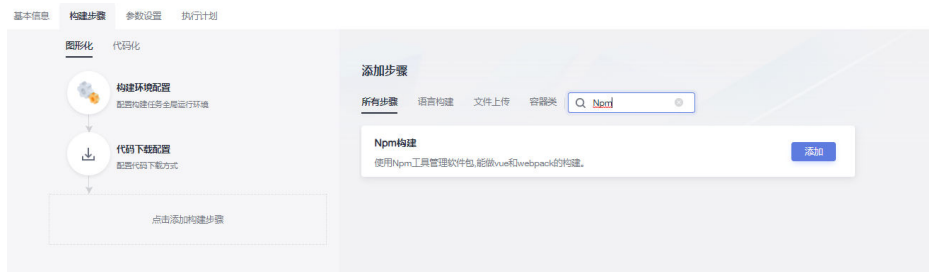 基本信息 构建步骤 参数设置 执行计划
图形化 代码化
构建环境配置
配置构建任务全局运行环境
代码下载配置
配置代码下载方式
点击添加构建步骤
添加步骤
所有步骤 语言构建 文件上传 容器类 Npm
Npm构建
使用Npm工具管理软件包,能做vue和webpack的构建。
添加